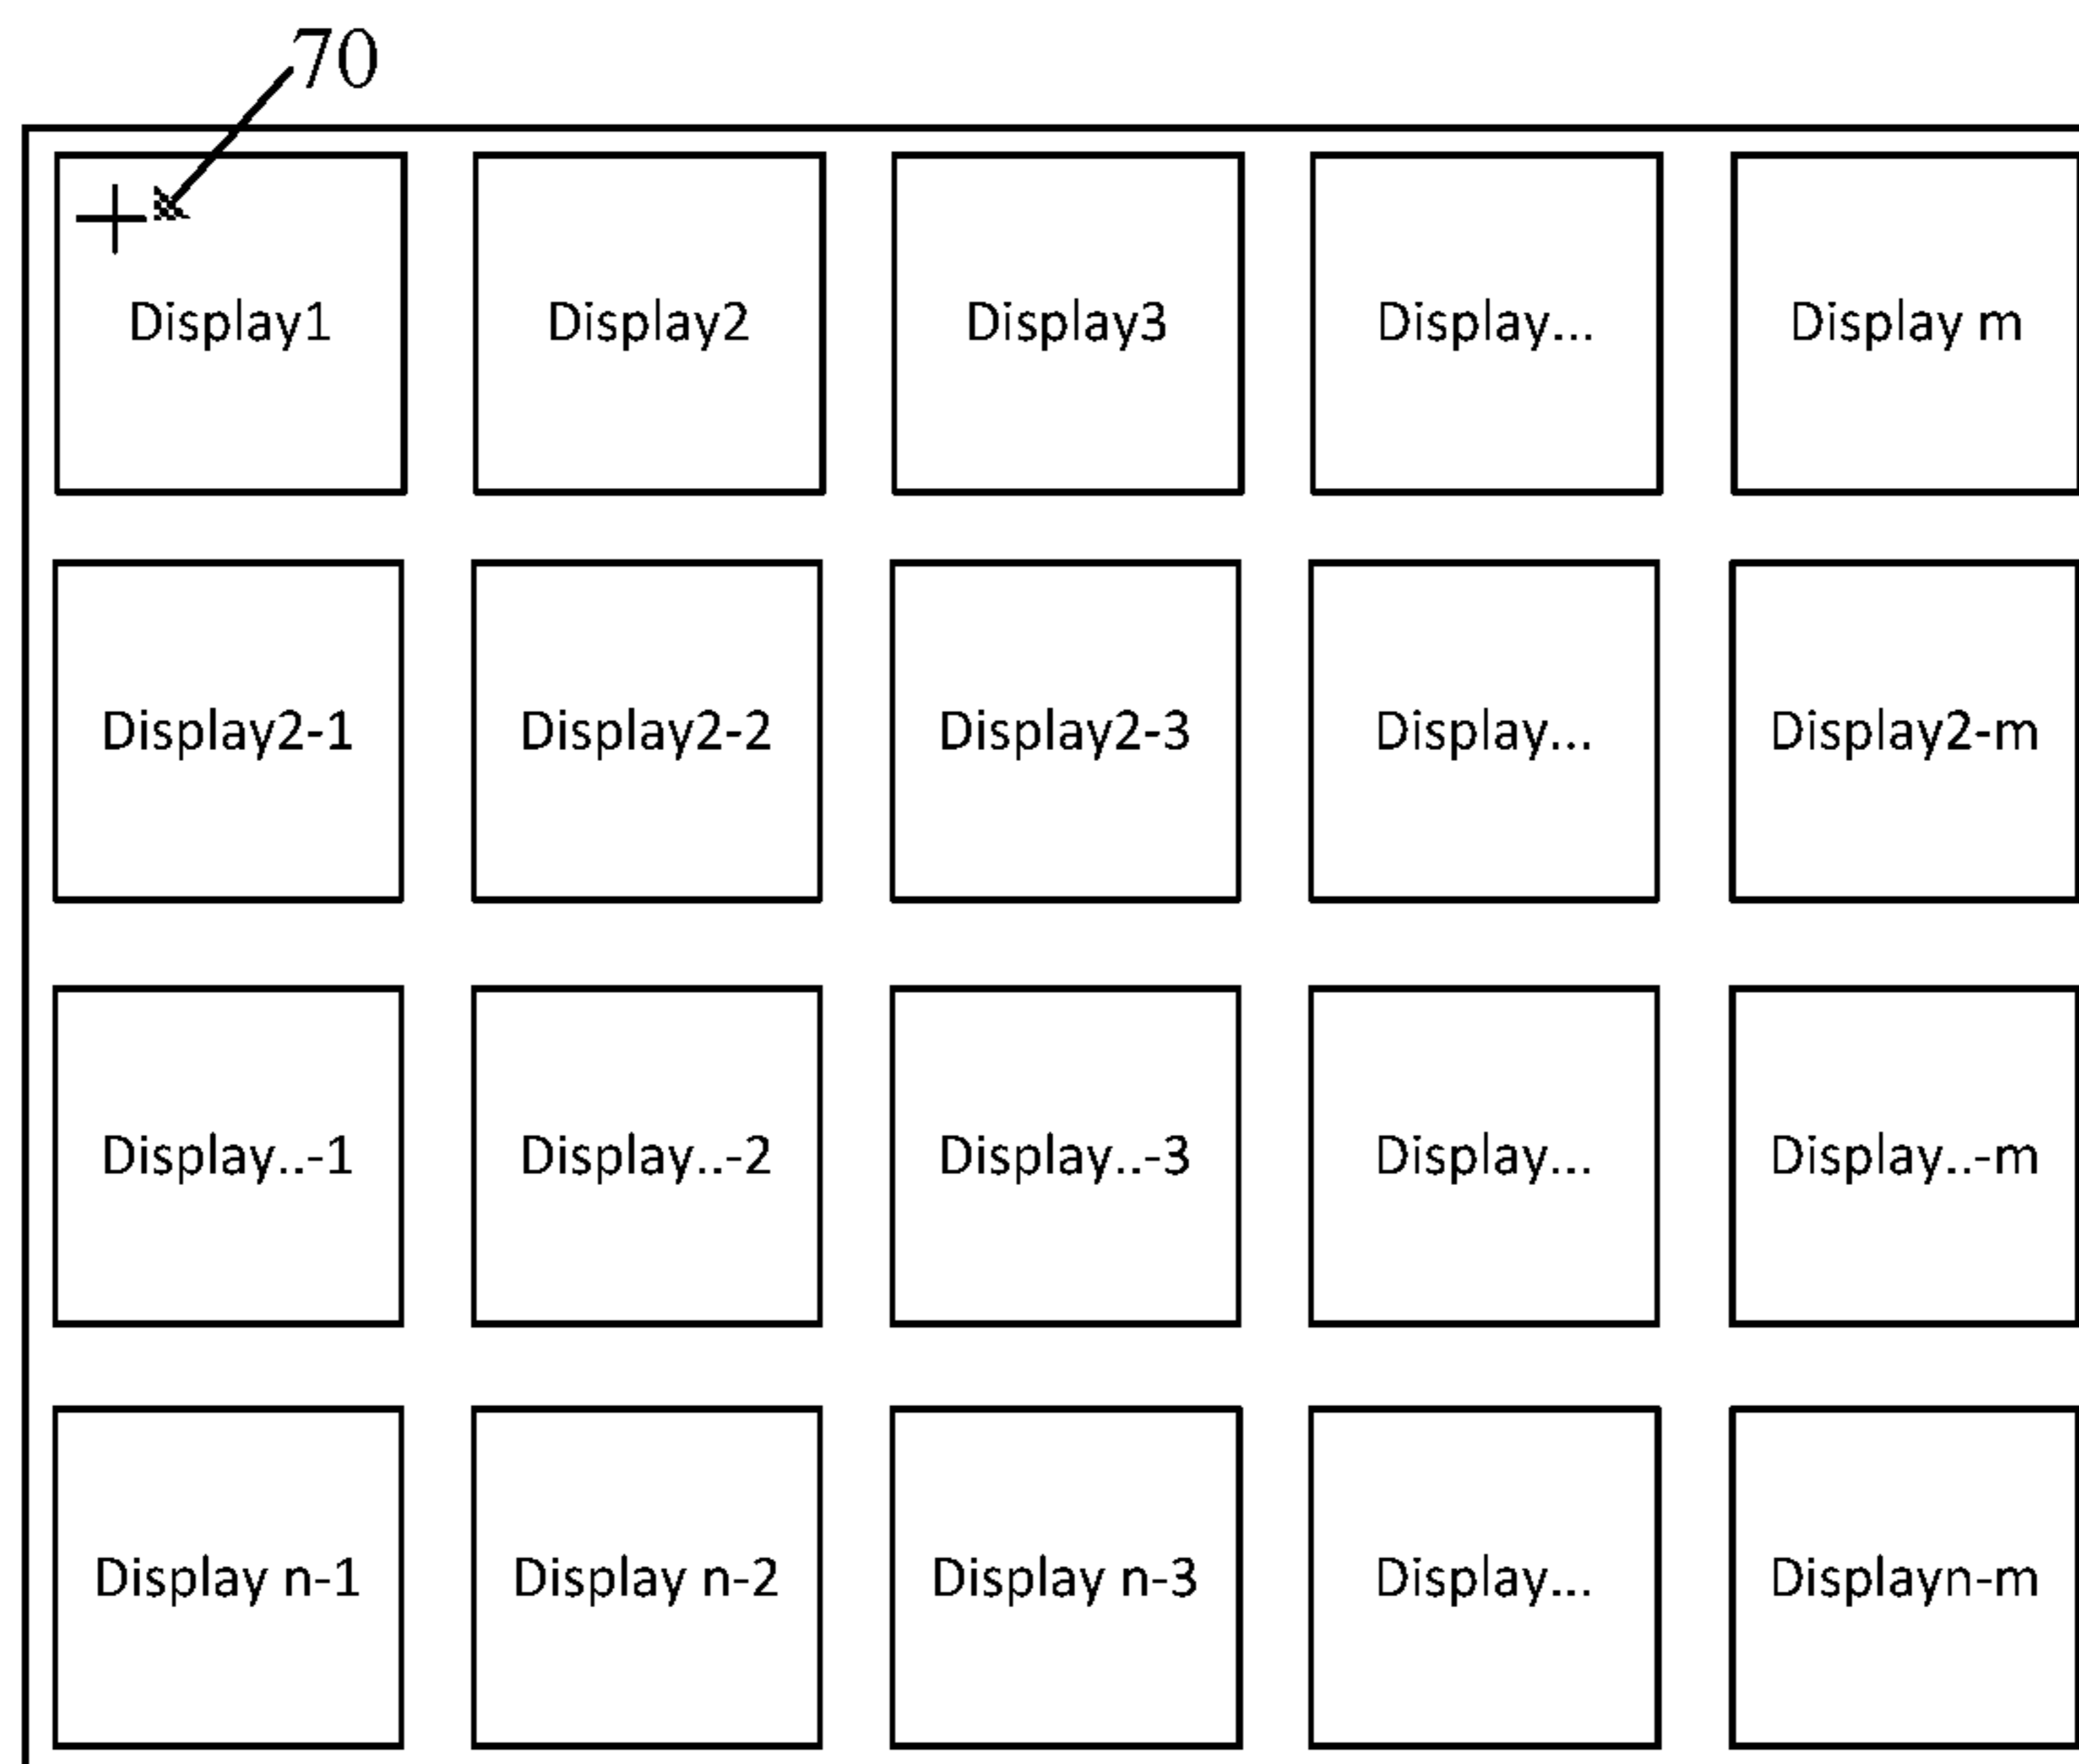 70
Display1 Display2 Display3 Display... Display m
Display2-1 Display2-2 Display2-3 Display... Display2-m
Display..-1 Display..-2 Display..-3 Display... Display..-m
Display n-1 Display n-2 Display n-3 Display... Displayn-m